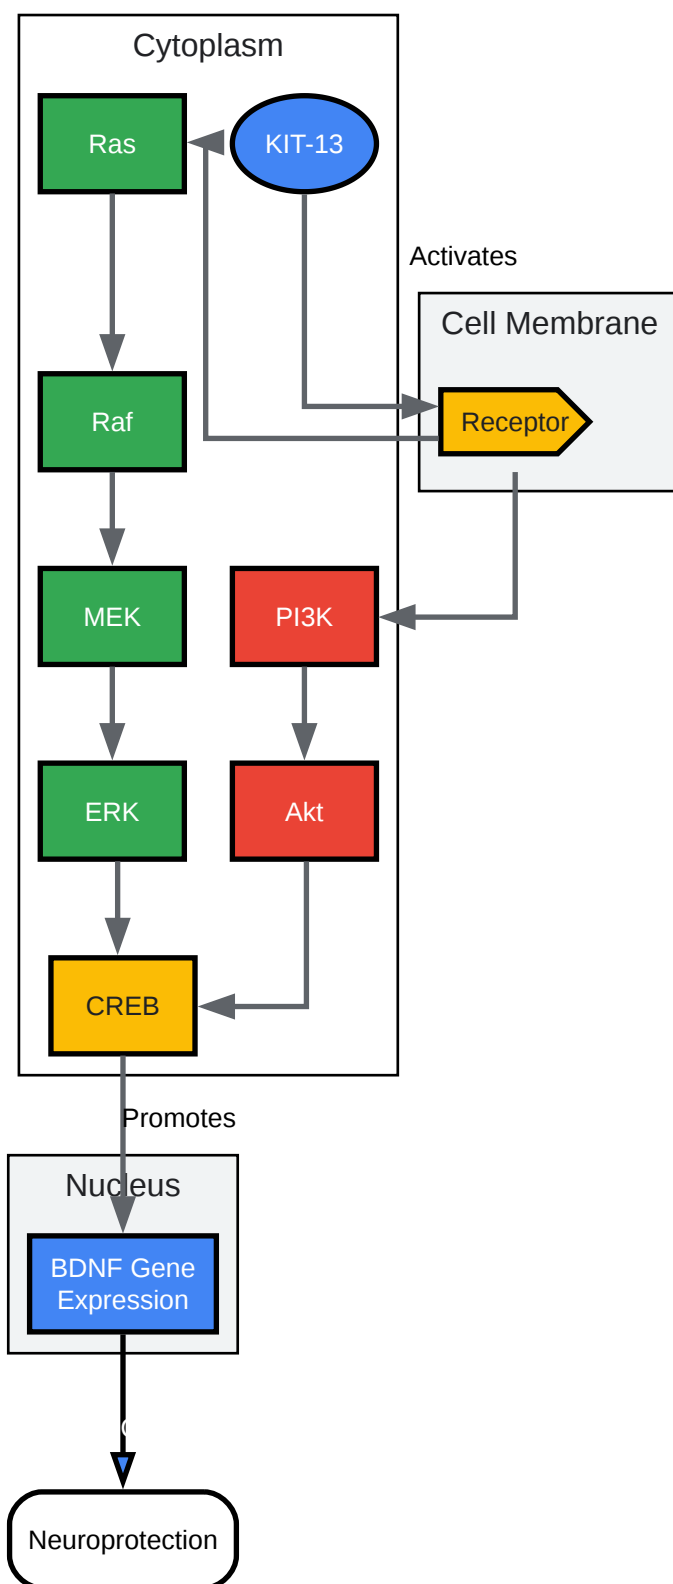 Cytoplasm
Ras
KIT-13
Activates
Cell Membrane
Raf
Receptor
MEK
PI3K
ERK
Akt
CREB
Promotes
Nucleus
BDNF Gene
Expression
Neuroprotection